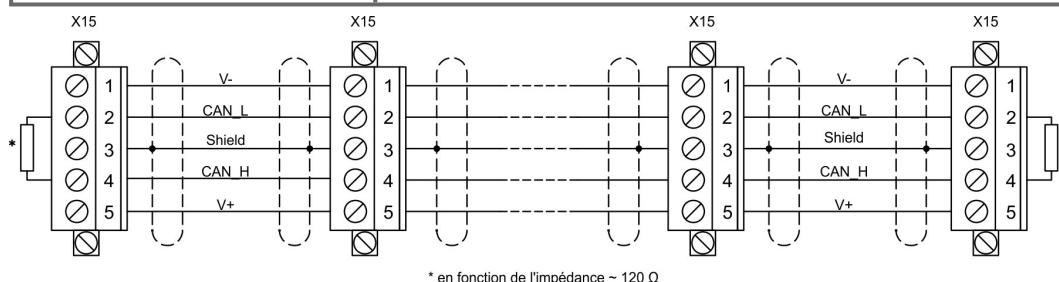 X15 X15 X15 X15
1 V- 1 1 V- 1
2 CAN_L 2 2 CAN_L 2
* 3 Shield 3 3 Shield 3
4 CAN_H 4 4 CAN_H 4
5 V+ 5 5 V+ 5
* en fonction de l'impédance ~ 120 Ω